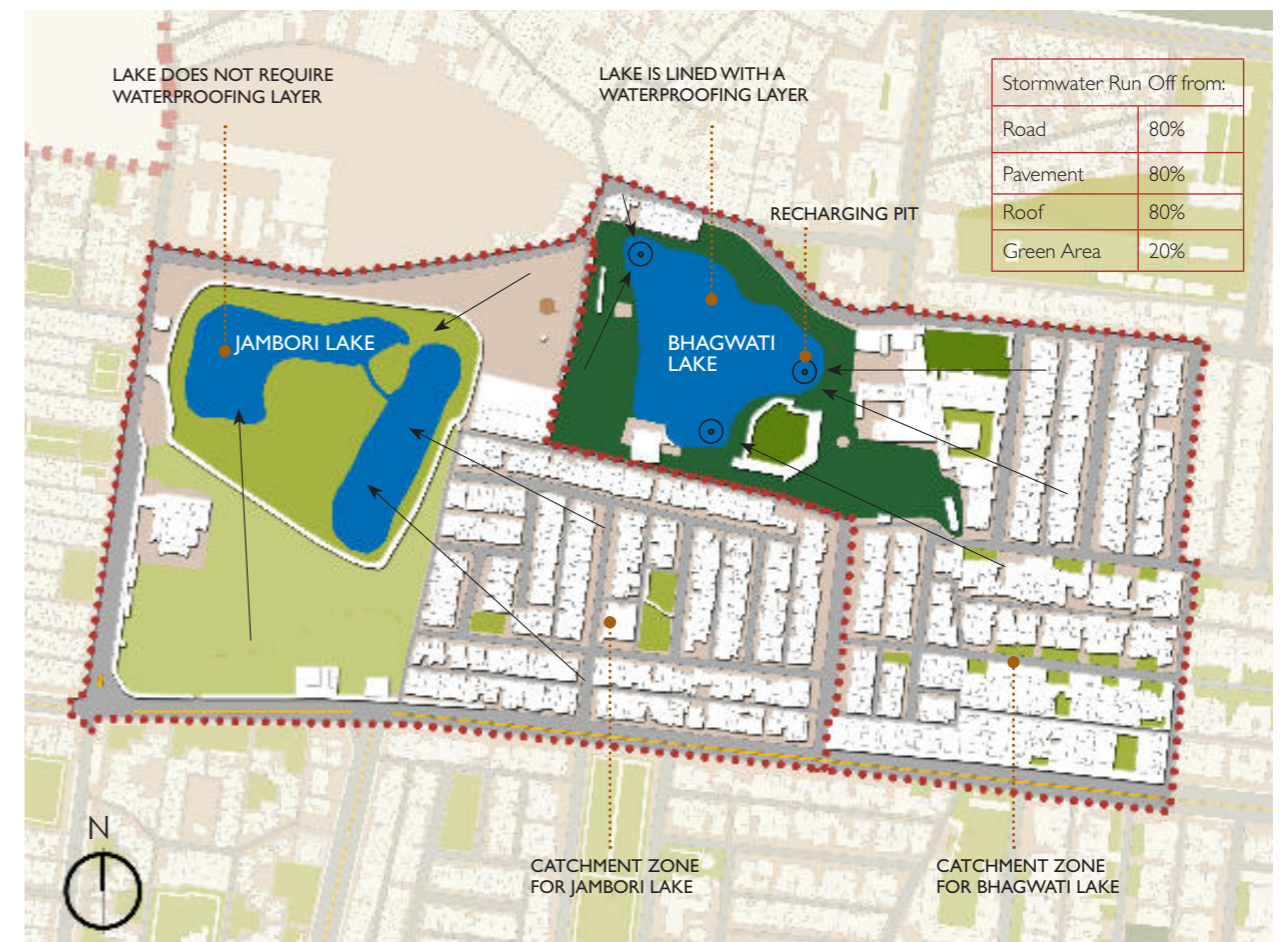 LAKE DOES NOT REQUIRE
WATERPROOFING LAYER
LAKE IS LINED WITH A
WATERPROOFING LAYER
Stormwater Run Off from:
Road 80%
Pavement 80%
Roof 80%
Green Area 20%
RECHARGING PIT
JAMBORI LAKE
BHAGWATI
LAKE
N
CATCHMENT ZONE
FOR JAMBORI LAKE
CATCHMENT ZONE
FOR BHAGWATI LAKE